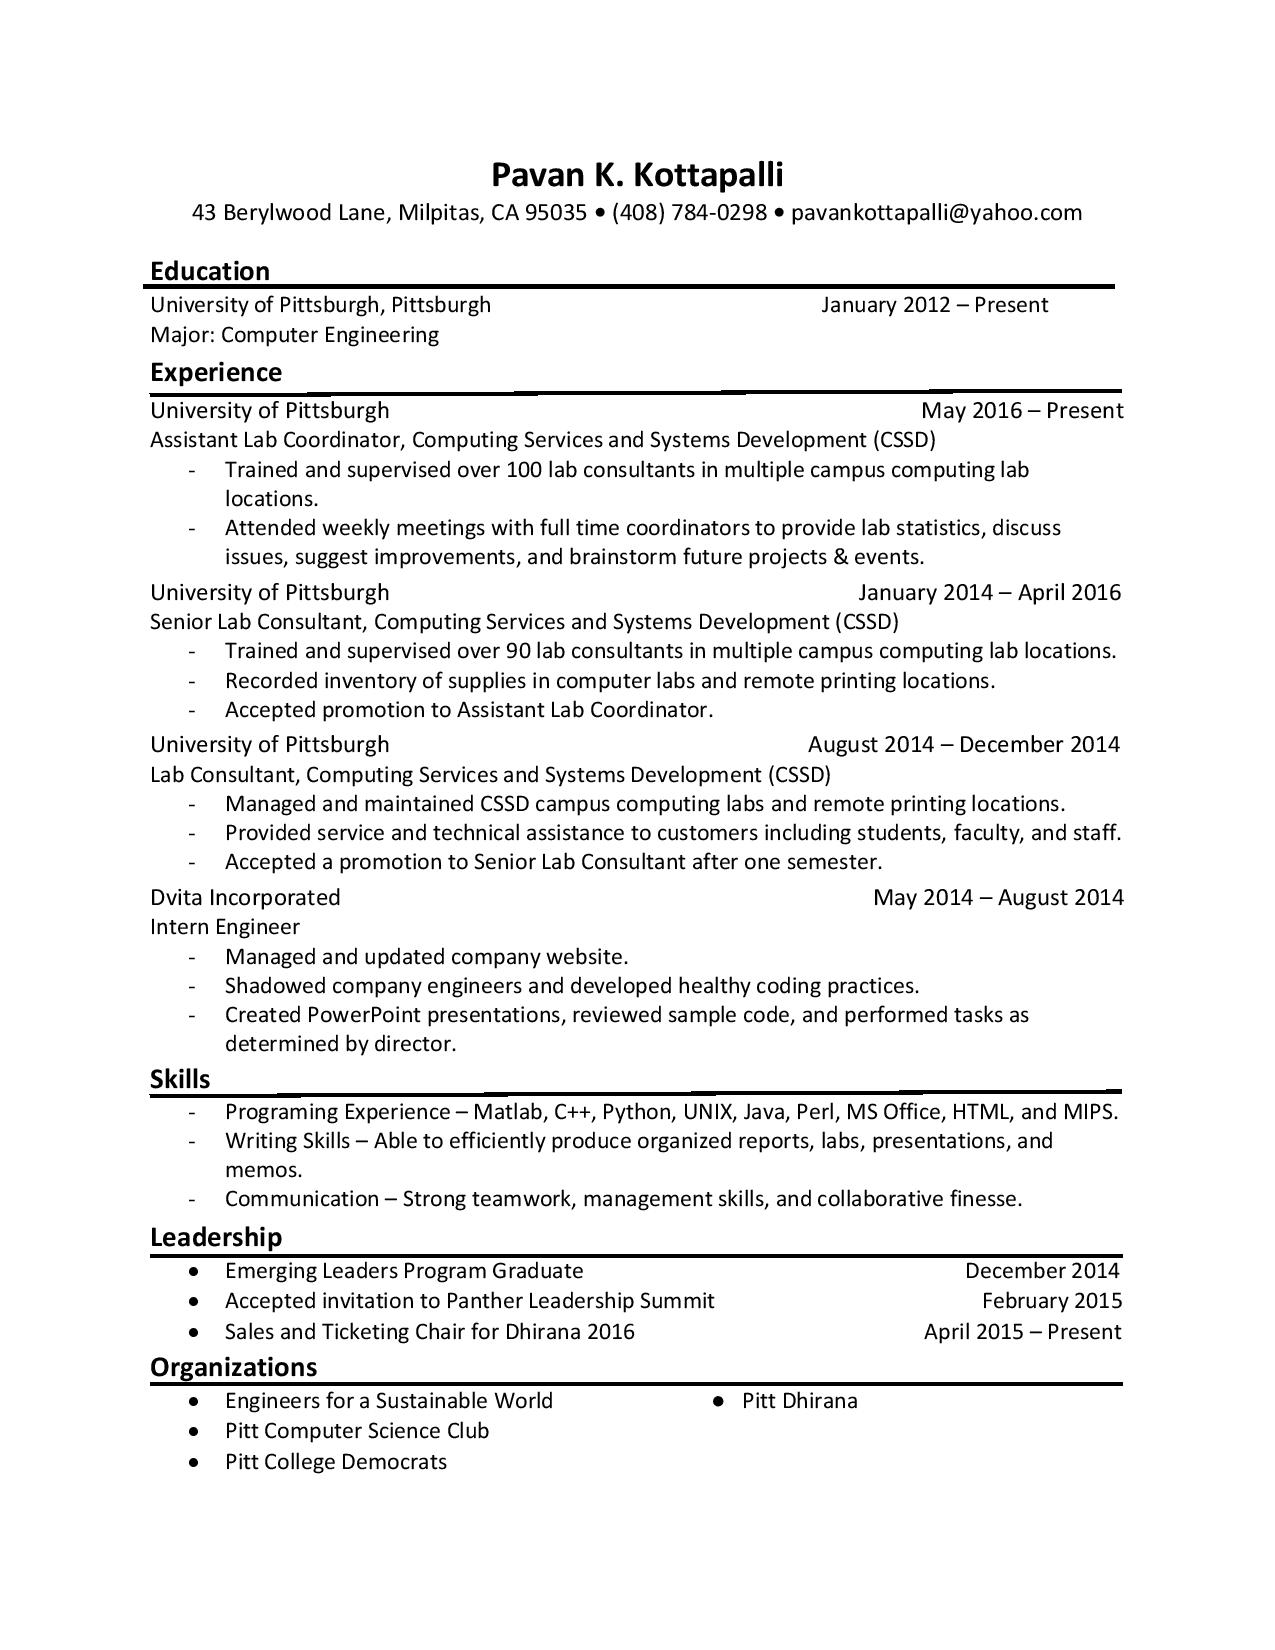 Pavan K. Kottapalli
43 Berylwood Lane, Milpitas, CA 95035 • (408) 784-0298 • pavankottapalli@yahoo.com
Education
University of Pittsburgh, Pittsburgh January 2012 – Present
Major: Computer Engineering
Experience
University of Pittsburgh May 2016 – Present
Assistant Lab Coordinator, Computing Services and Systems Development (CSSD)
- Trained and supervised over 100 lab consultants in multiple campus computing lab
locations.
- Attended weekly meetings with full time coordinators to provide lab statistics, discuss
issues, suggest improvements, and brainstorm future projects & events.
University of Pittsburgh January 2014 – April 2016
Senior Lab Consultant, Computing Services and Systems Development (CSSD)
- Trained and supervised over 90 lab consultants in multiple campus computing lab locations.
- Recorded inventory of supplies in computer labs and remote printing locations.
- Accepted promotion to Assistant Lab Coordinator.
University of Pittsburgh August 2014 – December 2014
Lab Consultant, Computing Services and Systems Development (CSSD)
- Managed and maintained CSSD campus computing labs and remote printing locations.
- Provided service and technical assistance to customers including students, faculty, and staff.
- Accepted a promotion to Senior Lab Consultant after one semester.
Dvita Incorporated May 2014 – August 2014
Intern Engineer
- Managed and updated company website.
- Shadowed company engineers and developed healthy coding practices.
- Created PowerPoint presentations, reviewed sample code, and performed tasks as
determined by director.
Skills
- Programing Experience – Matlab, C++, Python, UNIX, Java, Perl, MS Office, HTML, and MIPS.
- Writing Skills – Able to efficiently produce organized reports, labs, presentations, and
memos.
- Communication – Strong teamwork, management skills, and collaborative finesse.
Leadership
• Emerging Leaders Program Graduate December 2014
• Accepted invitation to Panther Leadership Summit February 2015
• Sales and Ticketing Chair for Dhirana 2016 April 2015 – Present
Organizations
• Engineers for a Sustainable World • Pitt Dhirana
• Pitt Computer Science Club
• Pitt College Democrats